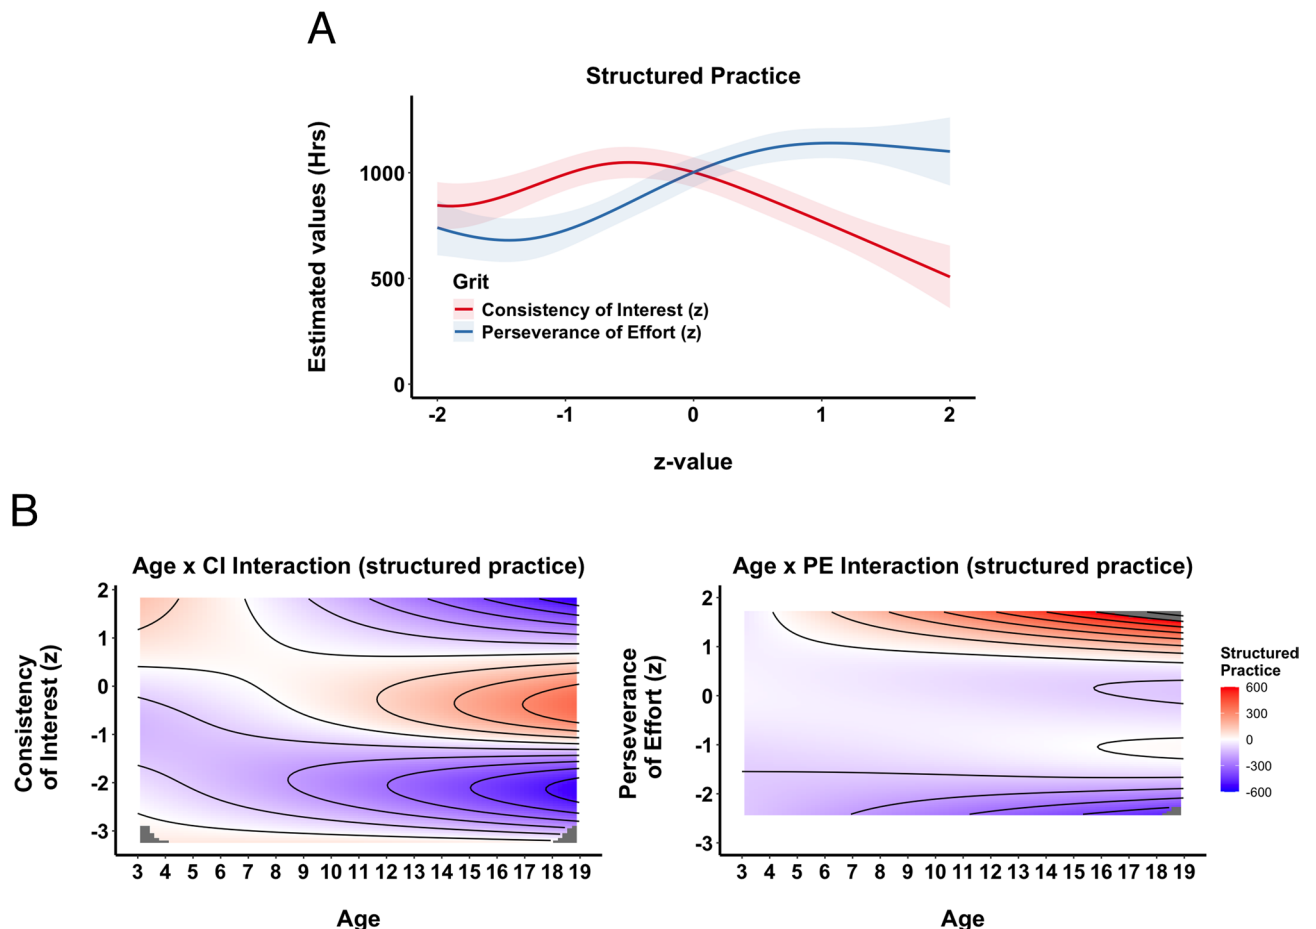 A
Structured Practice
Estimated values (Hrs)
1000
500
0
Grit
Consistency of Interest (z)
Perseverance of Effort (z)
-2 -1 0 1 2
z-value
B
Age x CI Interaction (structured practice)
Consistency
of Interest (z)
2
1
0
-1
-2
-3
3 4 5 6 7 8 9 10 11 12 13 14 15 16 17 18 19
Age
Age x PE Interaction (structured practice)
Perseverance
of Effort (z)
2
1
0
-1
-2
-3
3 4 5 6 7 8 9 10 11 12 13 14 15 16 17 18 19
Age
Structured
Practice
600
300
0
-300
-600